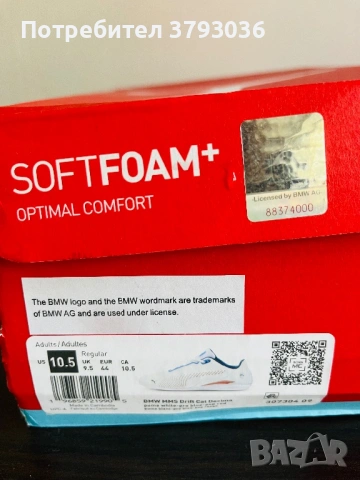 Потребител 3793036
SOFTFOAM+
OPTIMAL COMFORT
Licensed by BMW AG
88374000
The BMW logo and the BMW wordmark are trademarks
of BMW AG and are used under license.
Adults / Adultes
Regular
US 10.5 UK 9.5 EUR 44 CA 10.5
BMW MMS Drift Cat Decima
BAZAR